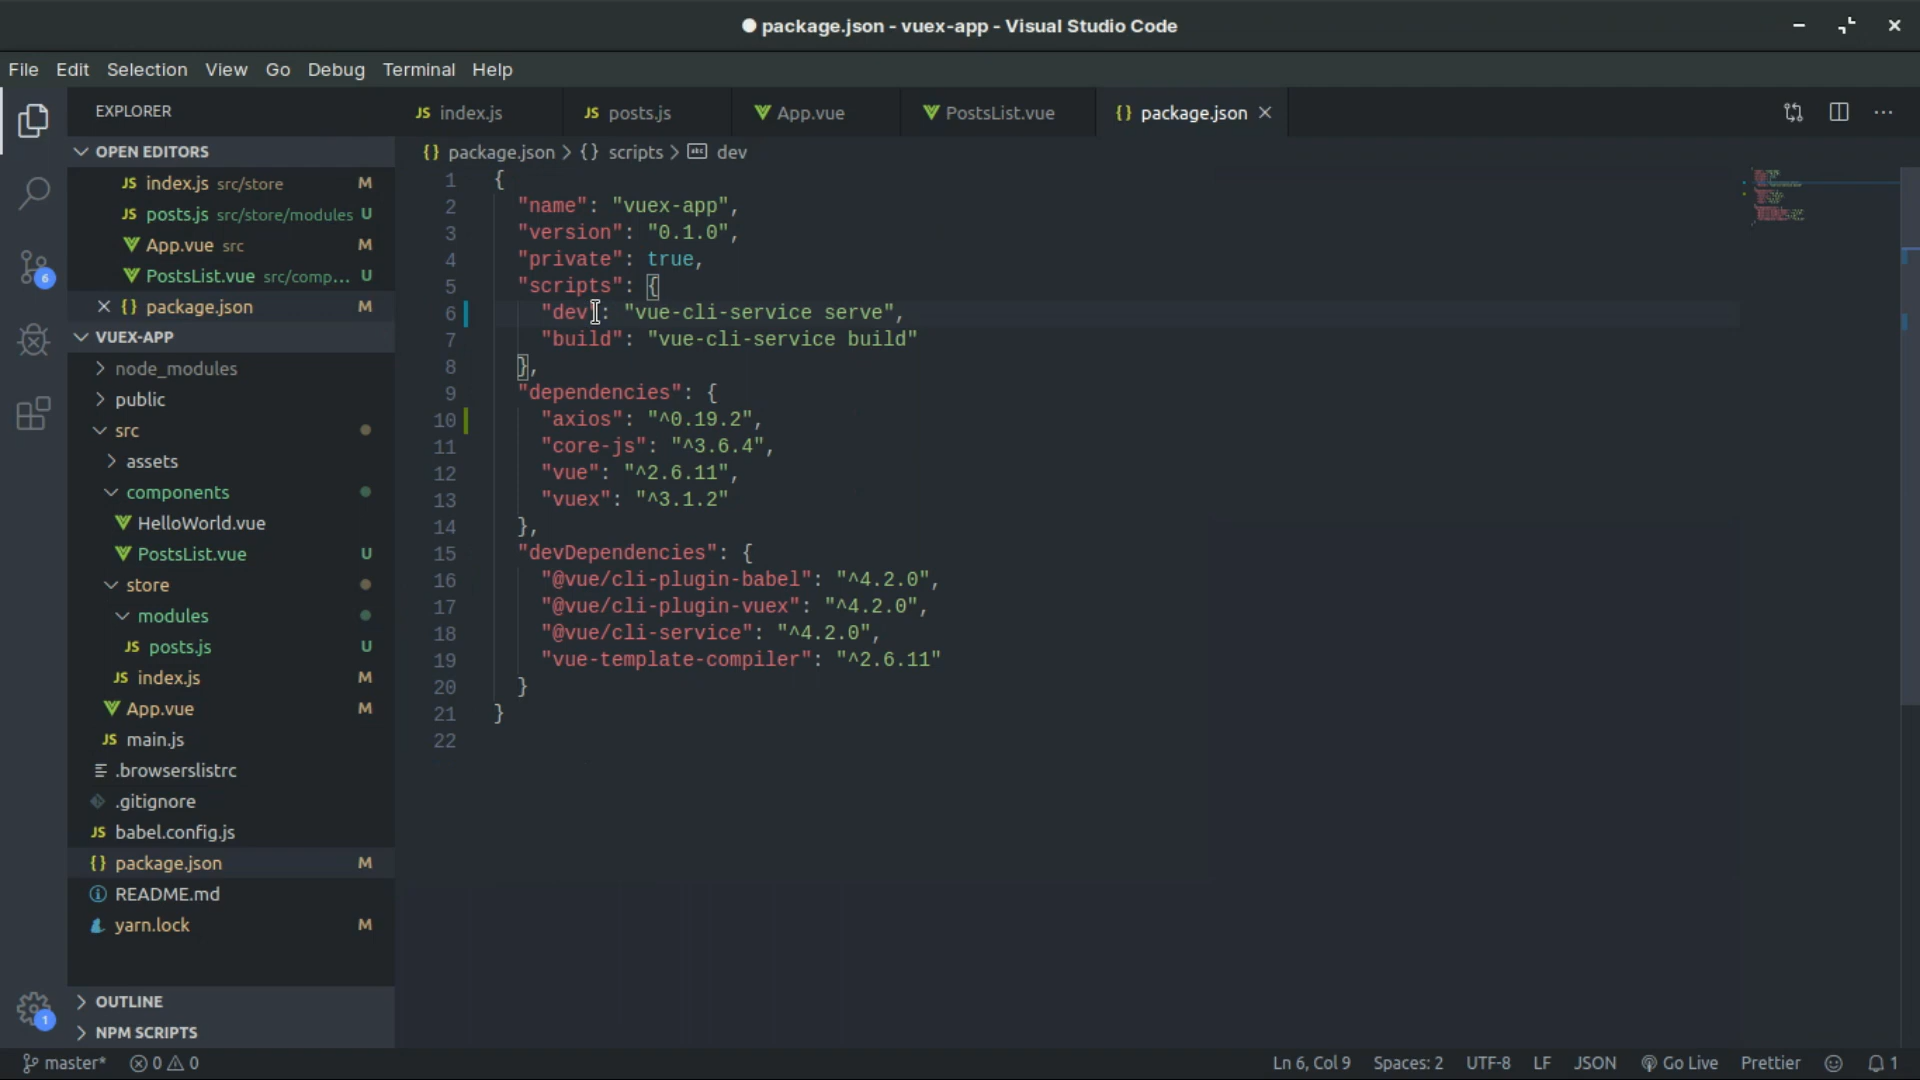 package.json - vuex-app - Visual Studio Code
File Edit Selection View Go Debug Terminal Help
EXPLORER
JS index.js
JS posts.js
App.vue
PostsList.vue
{} package.json
OPEN EDITORS
JS index.js src/store M
JS posts.js src/store/modules U
App.vue src M
PostsList.vue src/comp... U
{} package.json M
VUEX-APP
node_modules
public
src
assets
components
HelloWorld.vue
PostsList.vue U
store
modules
JS posts.js U
JS index.js M
App.vue M
JS main.js
.browserslistrc
.gitignore
JS babel.config.js
{} package.json M
README.md
yarn.lock M
OUTLINE
NPM SCRIPTS
6
1
{} package.json > {} scripts > abc dev
1 {
2 "name": "vuex-app",
3 "version": "0.1.0",
4 "private": true,
5 "scripts": {
6 "dev": "vue-cli-service serve",
7 "build": "vue-cli-service build"
8 },
9 "dependencies": {
10 "axios": "^0.19.2",
11 "core-js": "^3.6.4",
12 "vue": "^2.6.11",
13 "vuex": "^3.1.2"
14 },
15 "devDependencies": {
16 "@vue/cli-plugin-babel": "^4.2.0",
17 "@vue/cli-plugin-vuex": "^4.2.0",
18 "@vue/cli-service": "^4.2.0",
19 "vue-template-compiler": "^2.6.11"
20 }
21 }
22
master* 0 0 Ln 6, Col 9 Spaces: 2 UTF-8 LF JSON Go Live Prettier 1